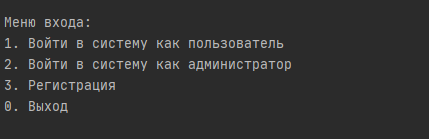 Меню входа:
1. Войти в систему как пользователь
2. Войти в систему как администратор
3. Регистрация
0. Выход